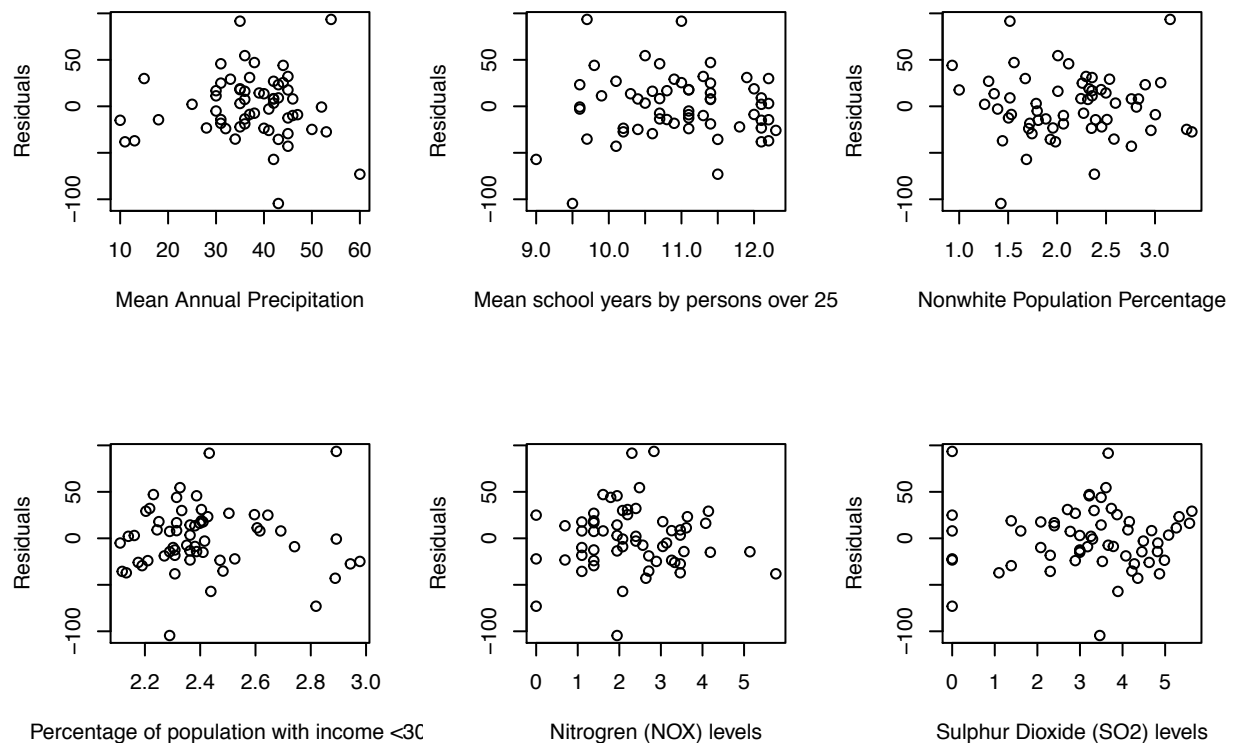 Residuals
50
0
−100
10 20 30 40 50 60
Mean Annual Precipitation
Residuals
50
0
−100
9.0 10.0 11.0 12.0
Mean school years by persons over 25
Residuals
50
0
−100
1.0 1.5 2.0 2.5 3.0
Nonwhite Population Percentage
Residuals
50
0
−100
2.2 2.4 2.6 2.8 3.0
Percentage of population with income <30
Residuals
50
0
−100
0 1 2 3 4 5
Nitrogren (NOX) levels
Residuals
50
0
−100
0 1 2 3 4 5
Sulphur Dioxide (SO2) levels